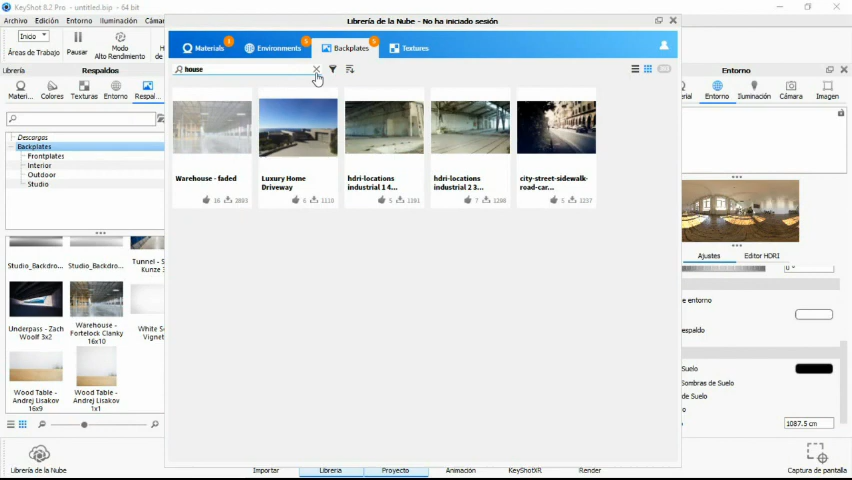 KeyShot 8.2 Pro - untitled.bip - 64 bit
Archivo Edición Entorno Iluminación Cámar
Librería de la Nube - No ha iniciado sesión
Inicio
Áreas de Trabajo
Pausar
Modo
Alto Rendimiento
Materials 1
Environments
Backplates 5
Textures
Librería
Respaldos
Entorno
house
Materi... Colores Texturas Entorno Respal...
Entorno Iluminación Cámara Imagen
Descargas
Backplates
Frontplates
Interior
Outdoor
Studio
Warehouse - faded
16 2893
Luxury Home
Driveway
6 1110
hdri-locations
industrial 1 4...
5
hdri-locations
industrial 2 3...
7
city-street-sidewalk-
road-car...
5 1237
Ajustes Editor HDRI
Studio_Backdro... Studio_Backdro... Tunnel - S
Kunze 3
Underpass - Zach
Woolf 3x2
Warehouse -
Fortelock Clanky
16x10
White S
Vignet
Wood Table -
Andrej Lisakov
16x9
Wood Table -
Andrej Lisakov
1x1
e entorno
respaldo
Suelo
Sombras de Suelo
de Suelo
1087.5 cm
Librería de la Nube
Importar Librería Proyecto Animación KeyShotXR Render
Captura de pantalla